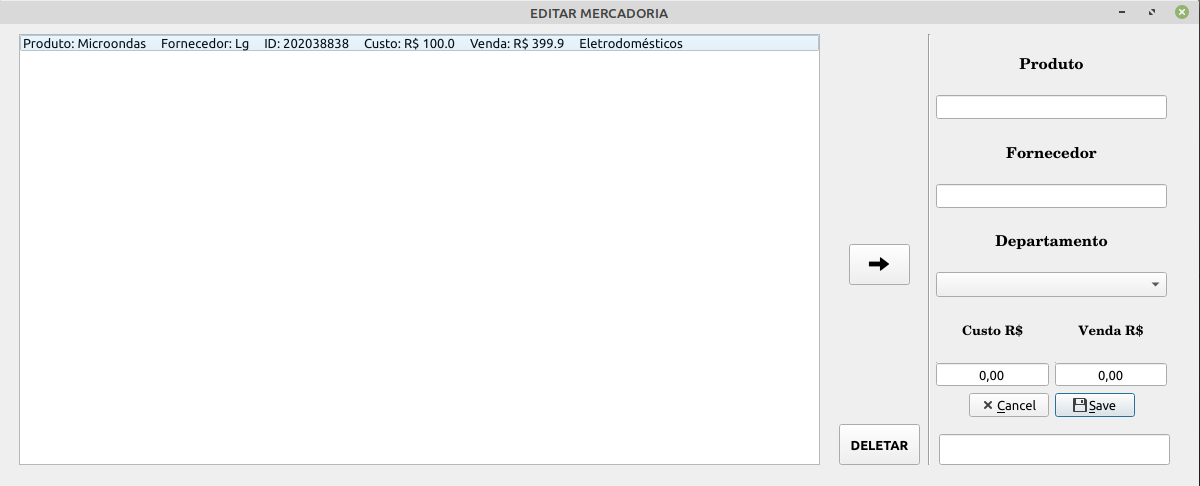 EDITAR MERCADORIA
Produto: Microondas Fornecedor: Lg ID: 202038838 Custo: R$ 100.0 Venda: R$ 399.9 Eletrodomésticos
Produto
Fornecedor
Departamento
Custo R$ Venda R$
0,00 0,00
Cancel Save
DELETAR